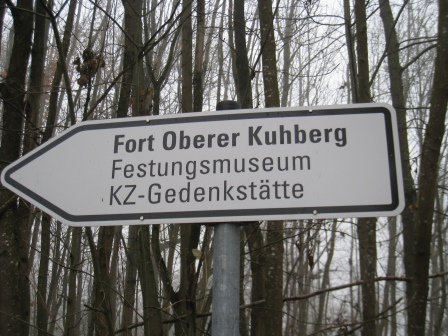 Fort Oberer Kuhberg
Festungsmuseum
KZ-Gedenkstätte